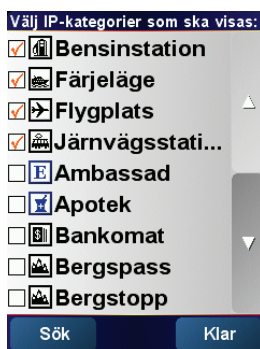 Välj IP-kategorier som ska visas:
Bensinstation
Färjeläge
Flygplats
Järnvägsstati...
Ambassad
Apotek
Bankomat
Bergspass
Bergstopp
Sök Klar